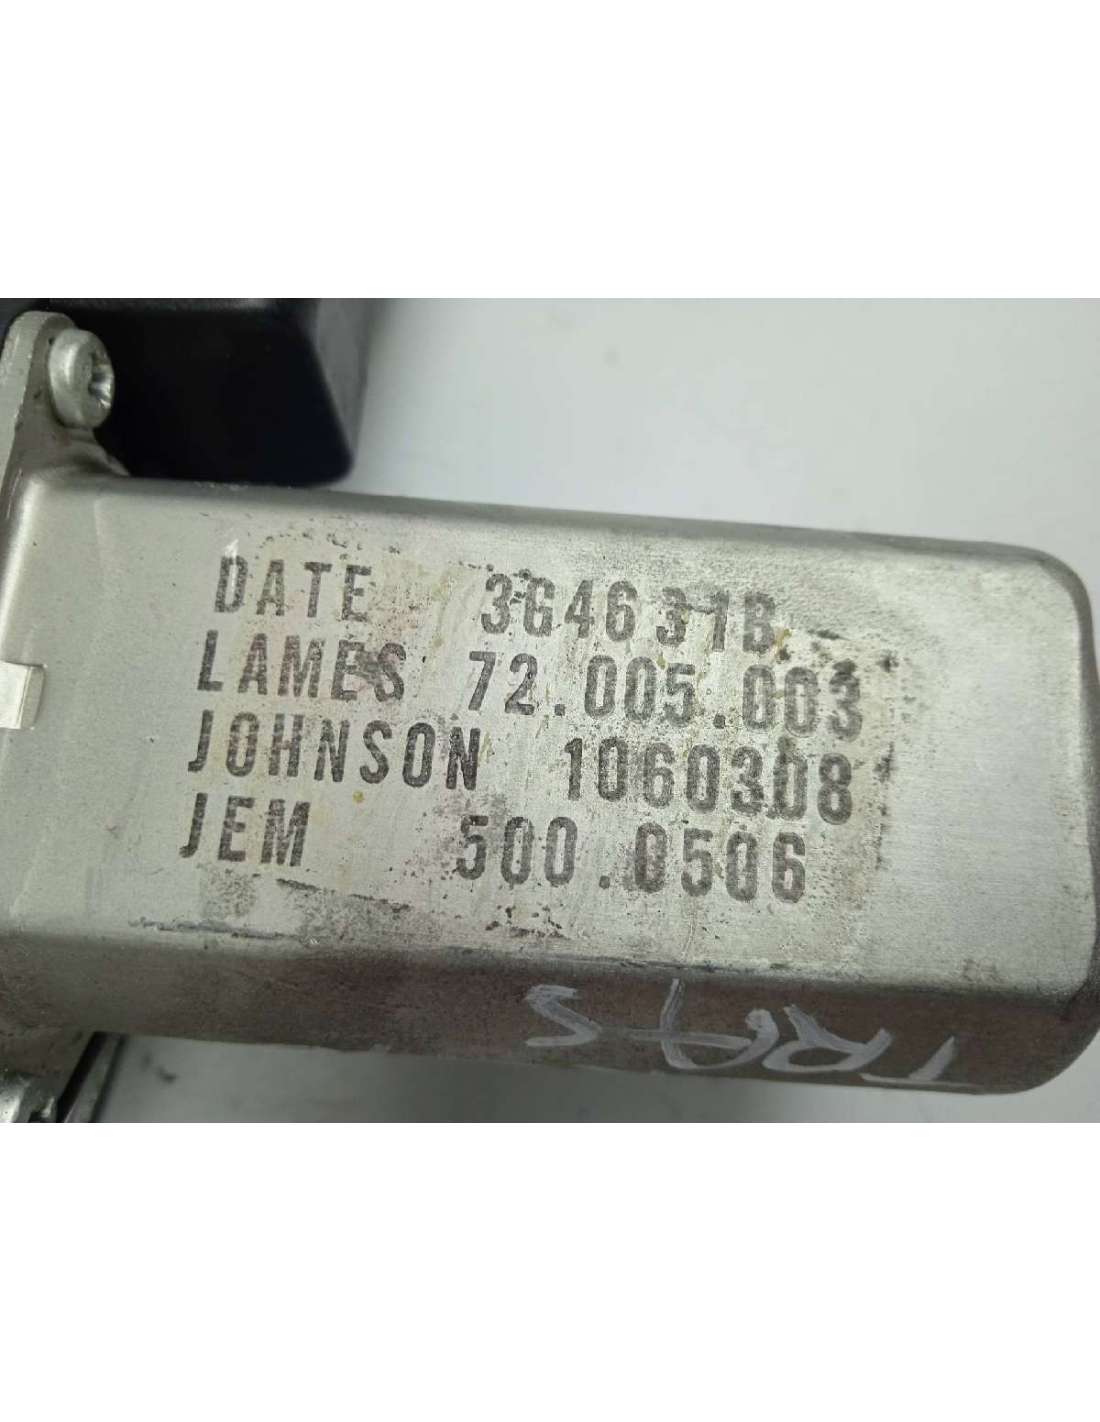 DATE 3G4631B
LAMES 72.005.003
JOHNSON 1060308
JEM 500.0506
TRAS